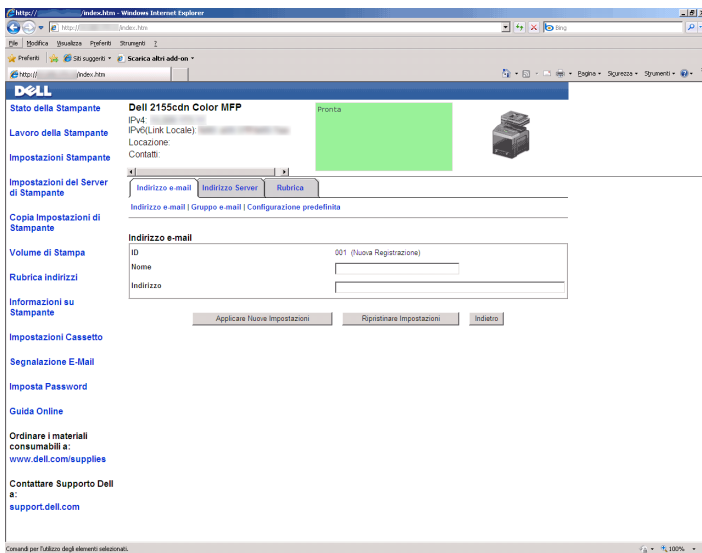 http:// /index.htm - Windows Internet Explorer
http:// /index.htm
Bing
File Modifica Visualizza Preferiti Strumenti ?
Preferiti Siti suggeriti Scarica altri add-on
http:// /index.htm
Pagina Sicurezza Strumenti
DELL
Stato della Stampante
Lavoro della Stampante
Impostazioni Stampante
Impostazioni del Server
di Stampante
Copia Impostazioni di
Stampante
Volume di Stampa
Rubrica indirizzi
Informazioni su
Stampante
Impostazioni Cassetto
Segnalazione E-Mail
Imposta Password
Guida Online
Ordinare i materiali
consumabili a:
www.dell.com/supplies
Contattare Supporto Dell
a:
support.dell.com
Dell 2155cdn Color MFP
IPv4:
IPv6(Link Locale):
Locazione:
Contatti:
Pronta
Indirizzo e-mail Indirizzo Server Rubrica
Indirizzo e-mail | Gruppo e-mail | Configurazione predefinita
Indirizzo e-mail
ID 001 (Nuova Registrazione)
Nome
Indirizzo
Applicare Nuove Impostazioni Ripristinare Impostazioni Indietro
Comandi per l'utilizzo degli elementi selezionati.
100%